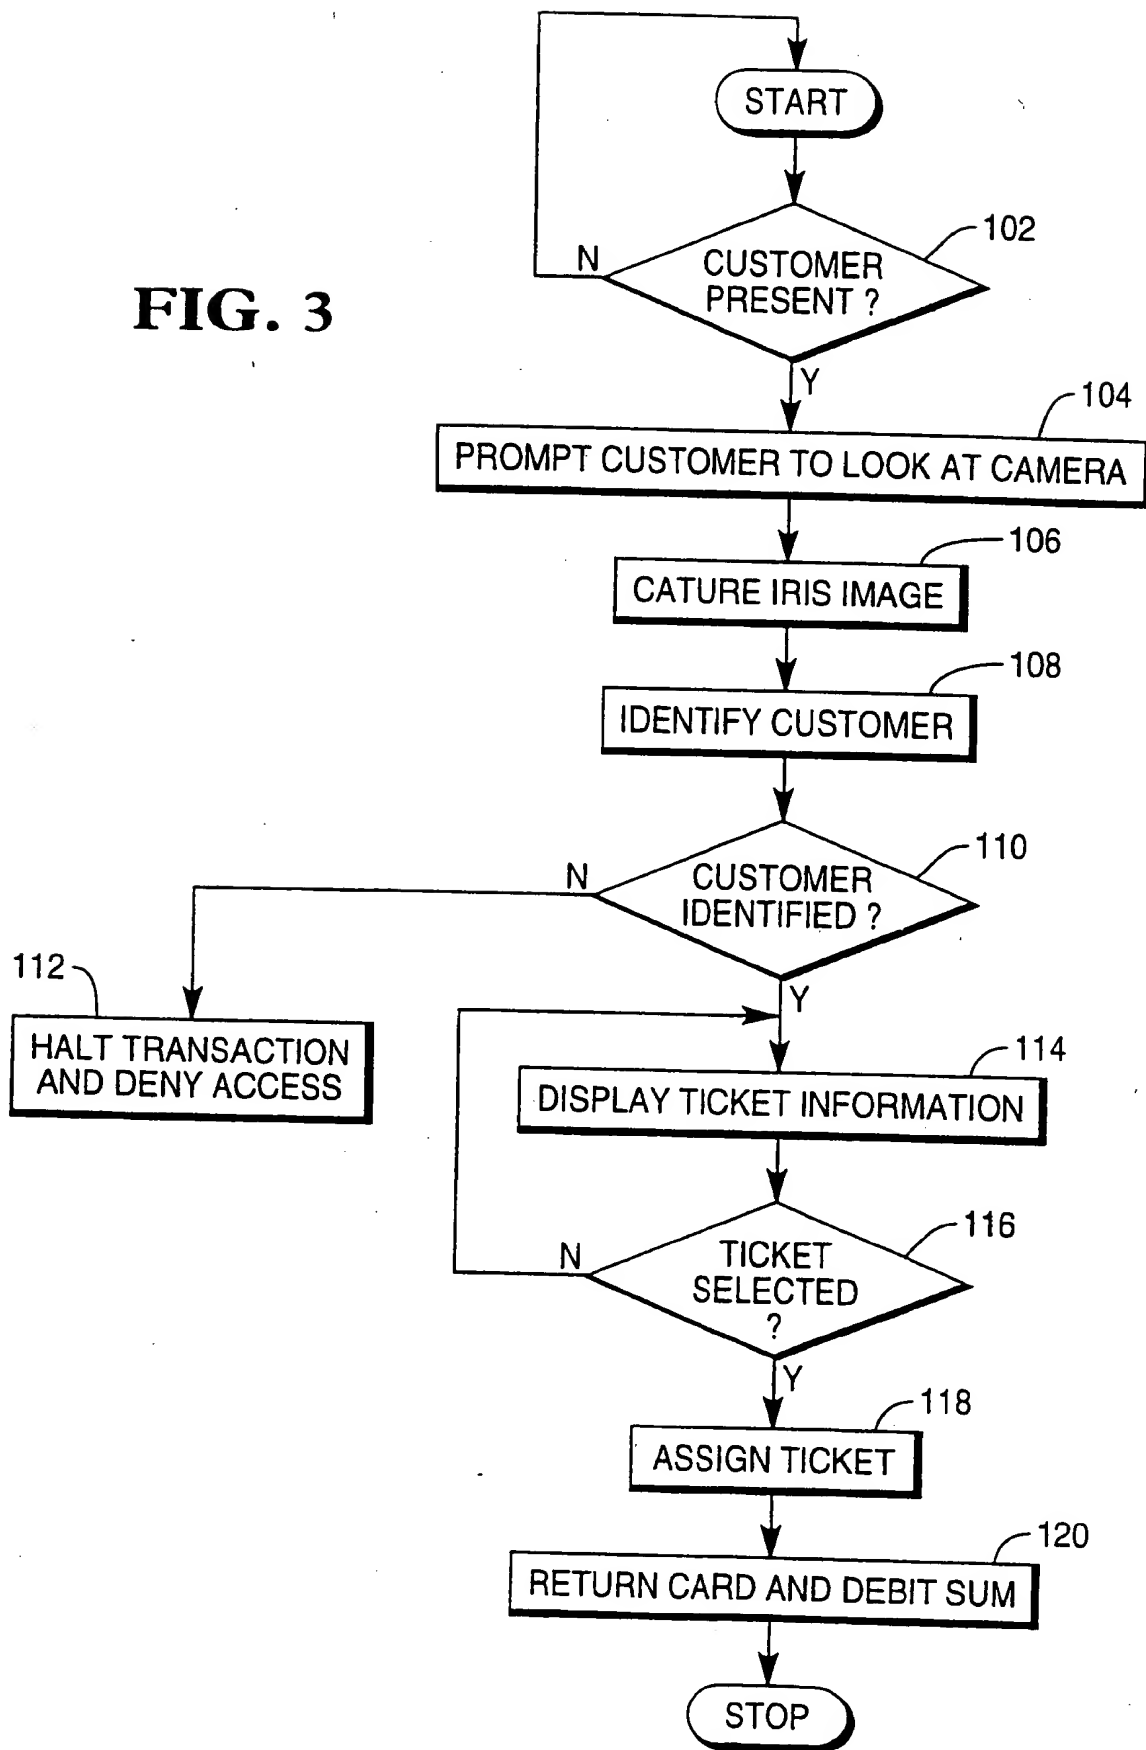 START
102
N
CUSTOMER
PRESENT ?
FIG. 3
Y
104
PROMPT CUSTOMER TO LOOK AT CAMERA
106
CATURE IRIS IMAGE
108
IDENTIFY CUSTOMER
110
N
CUSTOMER
IDENTIFIED ?
112
Y
HALT TRANSACTION
AND DENY ACCESS
114
DISPLAY TICKET INFORMATION
116
N
TICKET
SELECTED
?
Y
118
ASSIGN TICKET
120
RETURN CARD AND DEBIT SUM
STOP